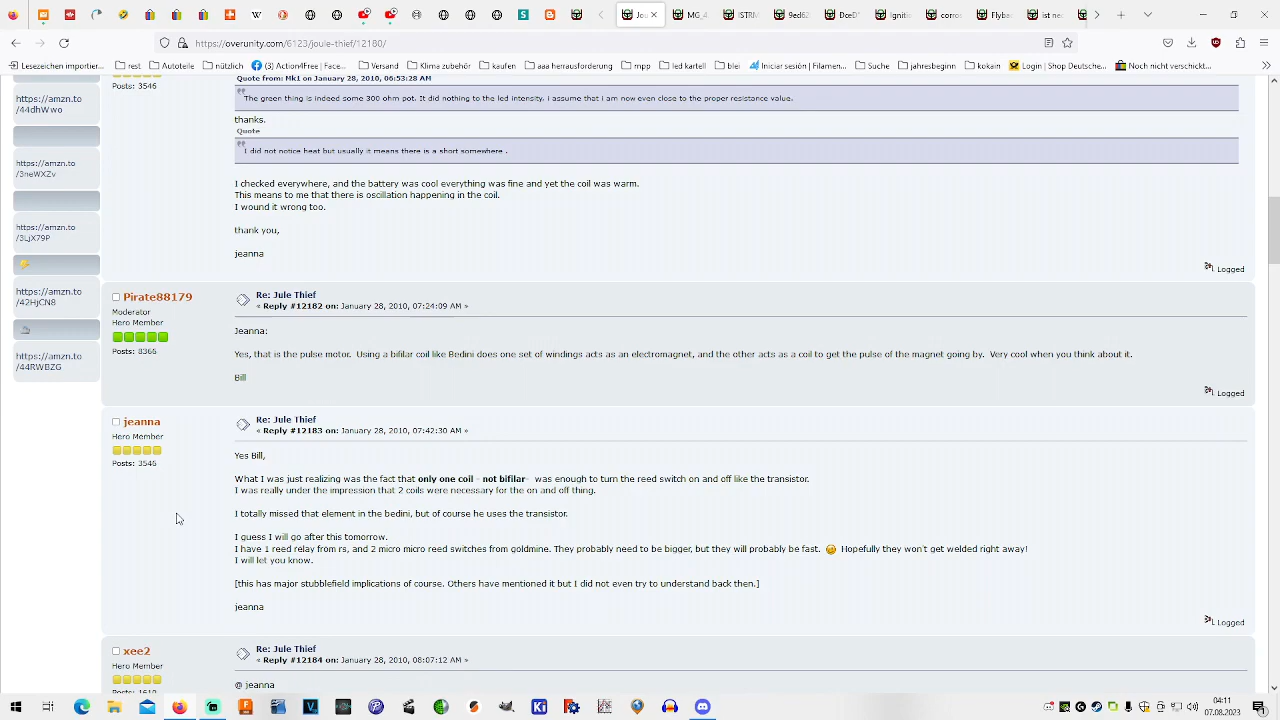 Joi
MG_
IST!BM
Sed62
DoeD1
Ignitic
comoc
Flybac
ist nec
https://overunity.com/6123/joule-thief/12180/
Leszeichen importier...
rest
Autoteile
nützlich
(3) Action4free | Face...
Versand
Klima zubehör
kaufen
aaa herausfordung
mpp
led kartell
blei
Iniciar sesión | Filamen...
Suche
jahresbeginn
lokain
Login | Shop Deutsche...
Noch nicht verschickt...
https://amzn.to
/44dhWwo
https://amzn.to
/3neWXZv
https://amzn.to
/3LjX79P
https://amzn.to
/42HjCN8
https://amzn.to
/44RWBZG
Posts: 3546
Quote from: Mk1 on January 28, 2010, 06:53:28 AM
The green thing is indeed some 300 ohm pot. It did nothing to the led intensity. I assume that I am now even close to the proper resistance value.
thanks.
Quote
I did not notice heat but usually it means there is a short somewhere .
I checked everywhere, and the battery was cool everything was fine and yet the coil was warm.
This means to me that there is oscillation happening in the coil.
I wound it wrong too.
thank you,
jeanna
Logged
Pirate88179
Moderator
Hero Member
Posts: 8366
Re: Jule Thief
« Reply #12182 on: January 28, 2010, 07:24:09 AM »
Jeanna:
Yes, that is the pulse motor. Using a bifilar coil like Bedini does one set of windings acts as an electromagnet, and the other acts as a coil to get the pulse of the magnet going by. Very cool when you think about it.
Bill
Logged
jeanna
Hero Member
Posts: 3546
Re: Jule Thief
« Reply #12183 on: January 28, 2010, 07:42:30 AM »
Yes Bill,
What I was just realizing was the fact that only one coil - not bifilar- was enough to turn the reed switch on and off like the transistor.
I was really under the impression that 2 coils were necessary for the on and off thing.
I totally missed that element in the bedini, but of course he uses the transistor.
I guess I will go after this tomorrow.
I have 1 reed relay from rs, and 2 micro micro reed switches from goldmine. They probably need to be bigger, but they will probably be fast. Hopefully they won't get welded right away!
I will let you know.
[this has major stubblefield implications of course. Others have mentioned it but I did not even try to understand back then.]
jeanna
Logged
xee2
Hero Member
Posts: 1610
Re: Jule Thief
« Reply #12184 on: January 28, 2010, 08:07:12 AM »
@ jeanna
04:11
07.09.2023